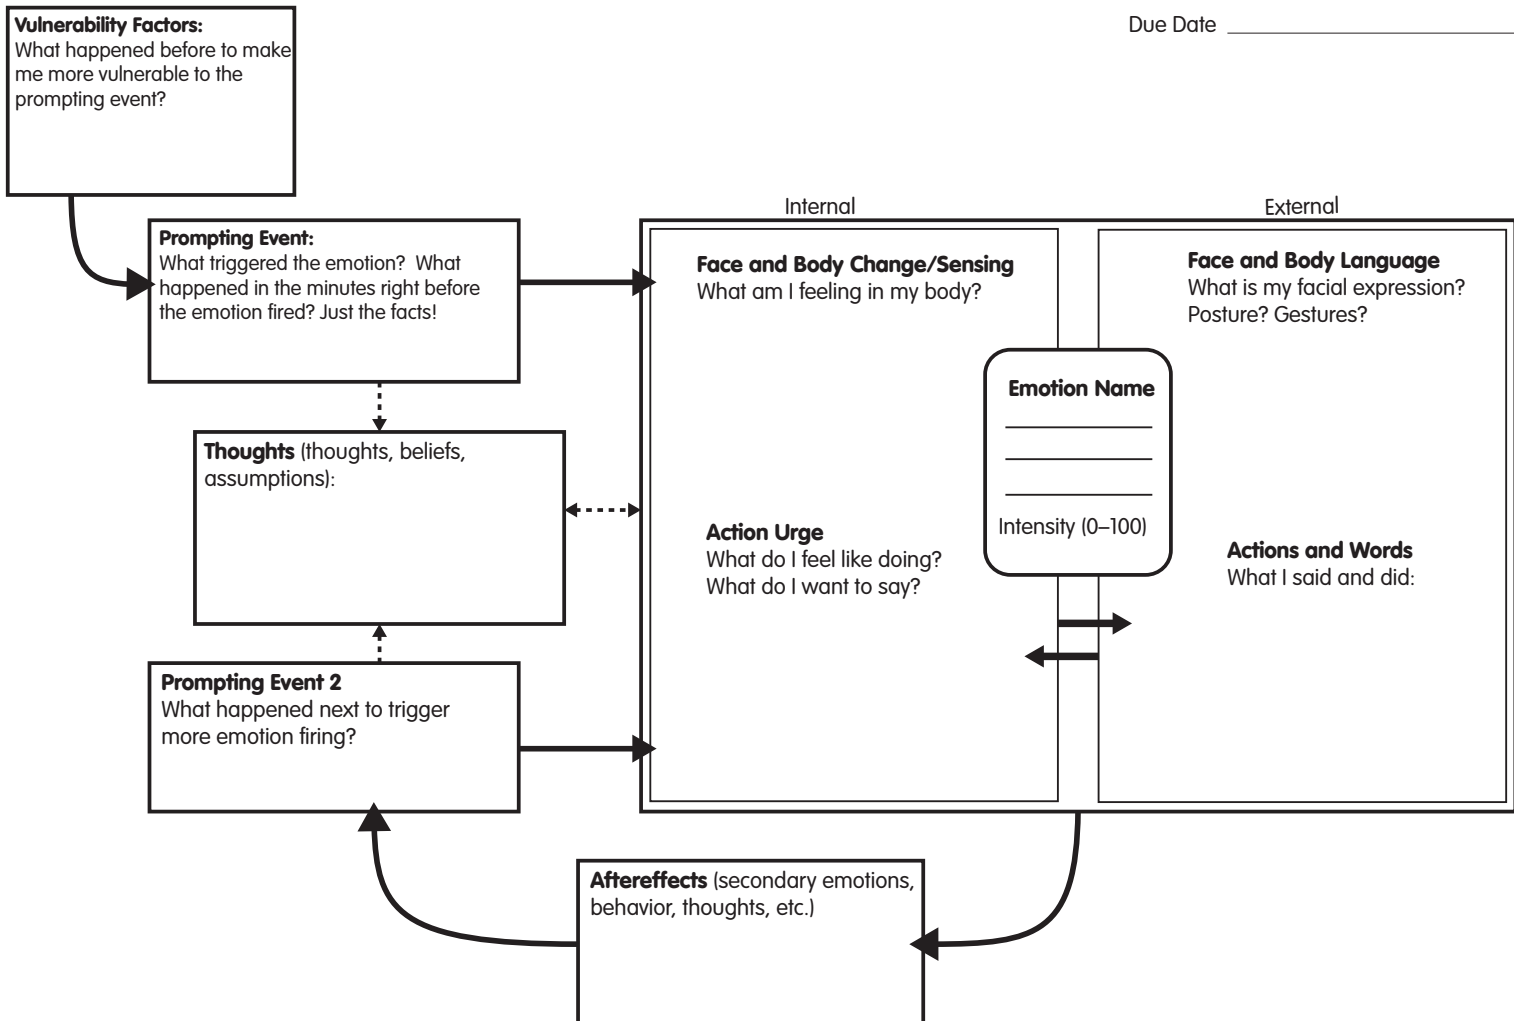 Vulnerability Factors:
What happened before to make
me more vulnerable to the
prompting event?
Due Date
Internal
External
Prompting Event:
What triggered the emotion?  What
happened in the minutes right before
the emotion fired? Just the facts!
Face and Body Change/Sensing
What am I feeling in my body?
Face and Body Language
What is my facial expression?
Posture? Gestures?
Emotion Name
Intensity (0–100)
Thoughts (thoughts, beliefs,
assumptions):
Action Urge
What do I feel like doing?
What do I want to say?
Actions and Words
What I said and did:
Prompting Event 2
What happened next to trigger
more emotion firing?
Aftereffects (secondary emotions,
behavior, thoughts, etc.)